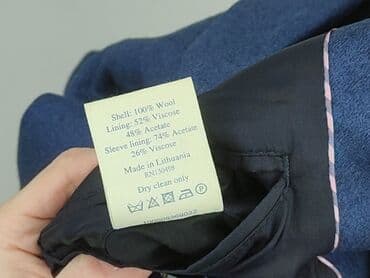 Shell: 100% Wool
Lining: 52% Viscose
48% Acetate
Sleeve lining: 74% Acetate
26% Viscose
Made in Lithuania
RN130498
Dry clean only
P